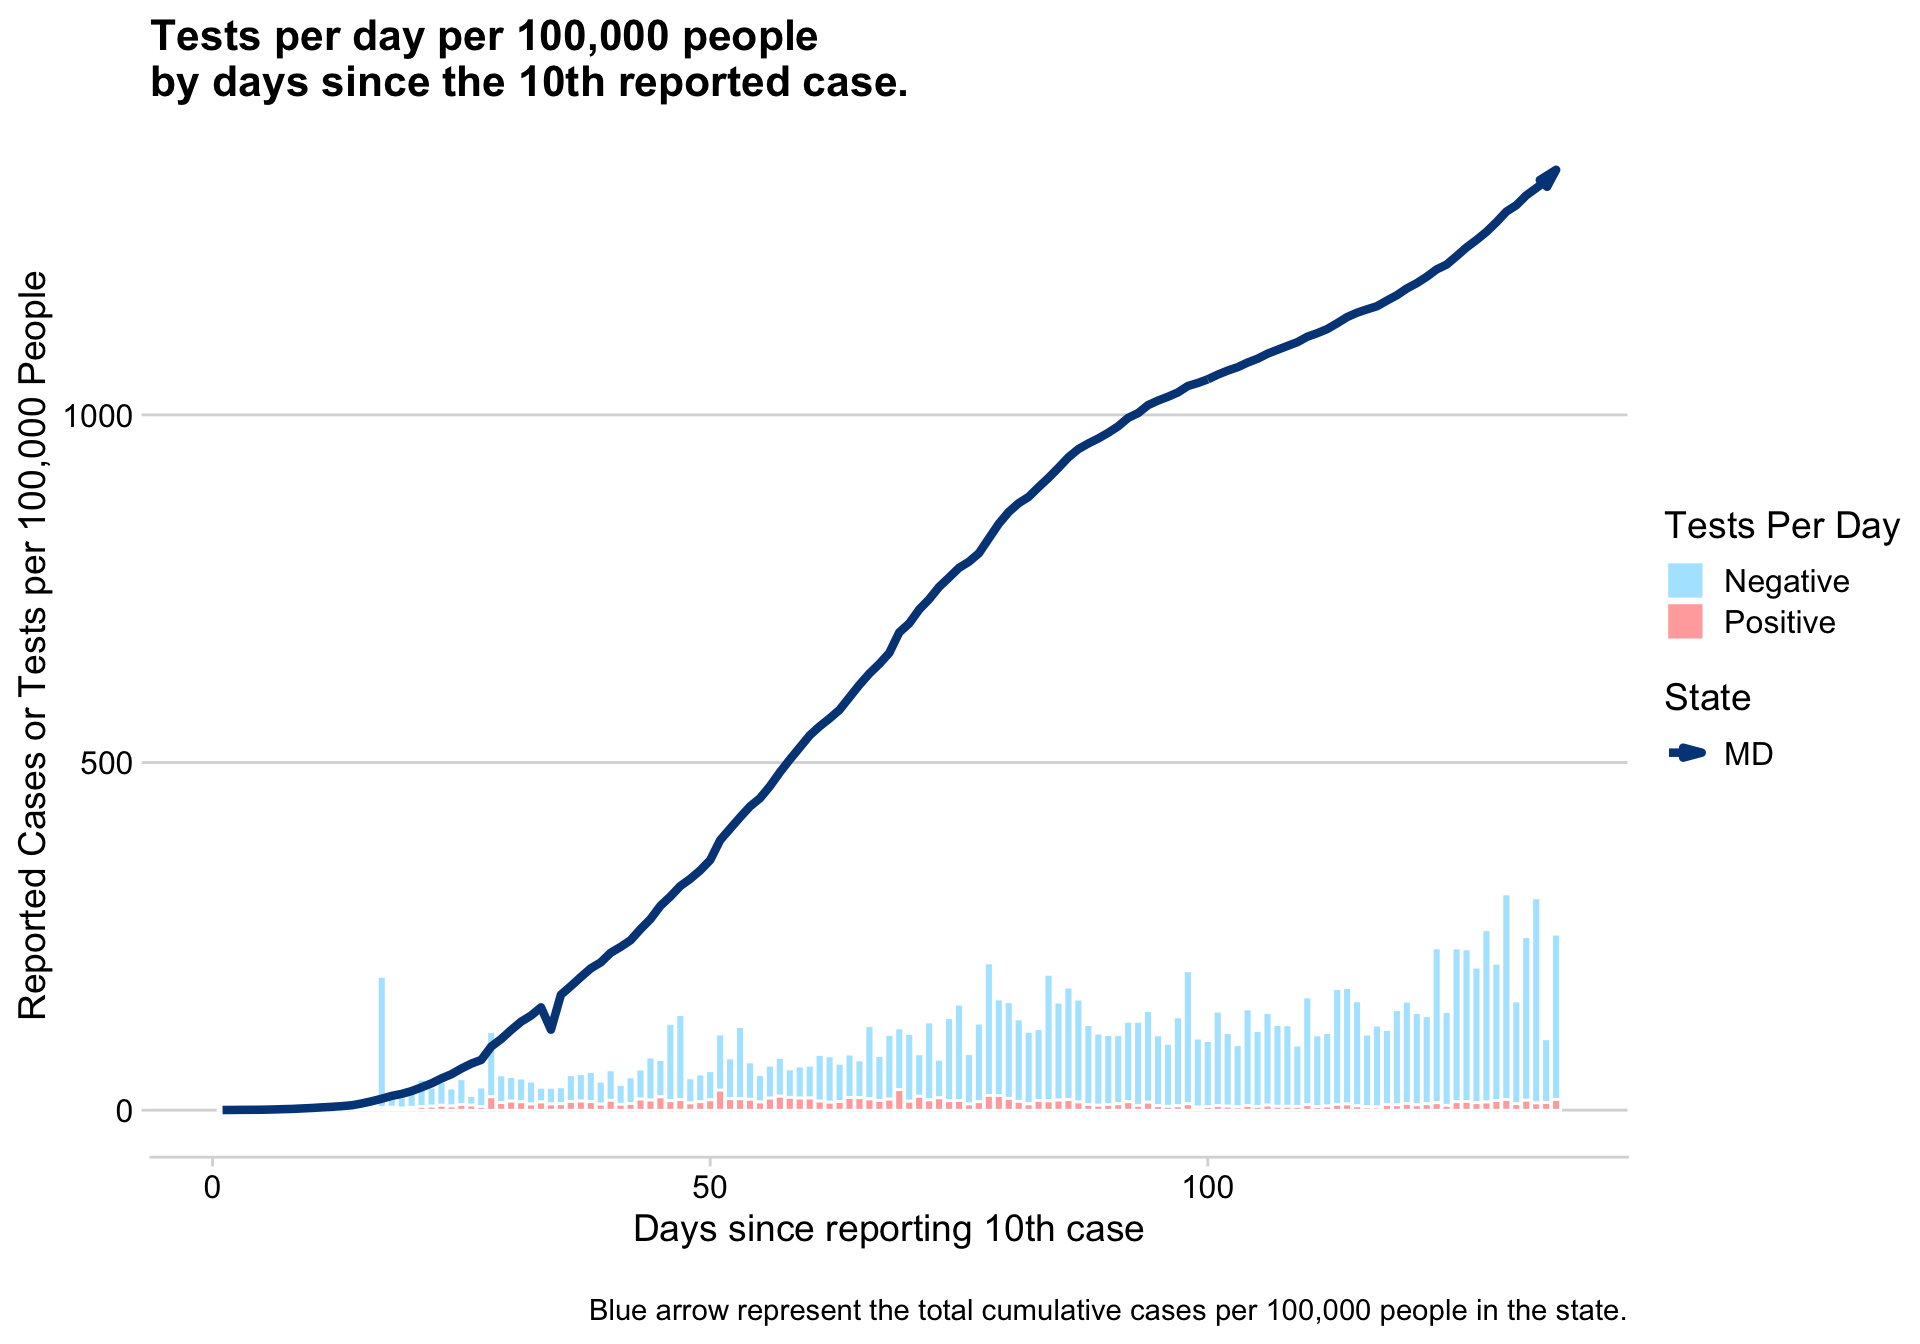 Tests per day per 100,000 people
by days since the 10th reported case.
Reported Cases or Tests per 100,000 People
1000
500
0
0
50
100
Days since reporting 10th case
Tests Per Day
Negative
Positive
State
MD
Blue arrow represent the total cumulative cases per 100,000 people in the state.